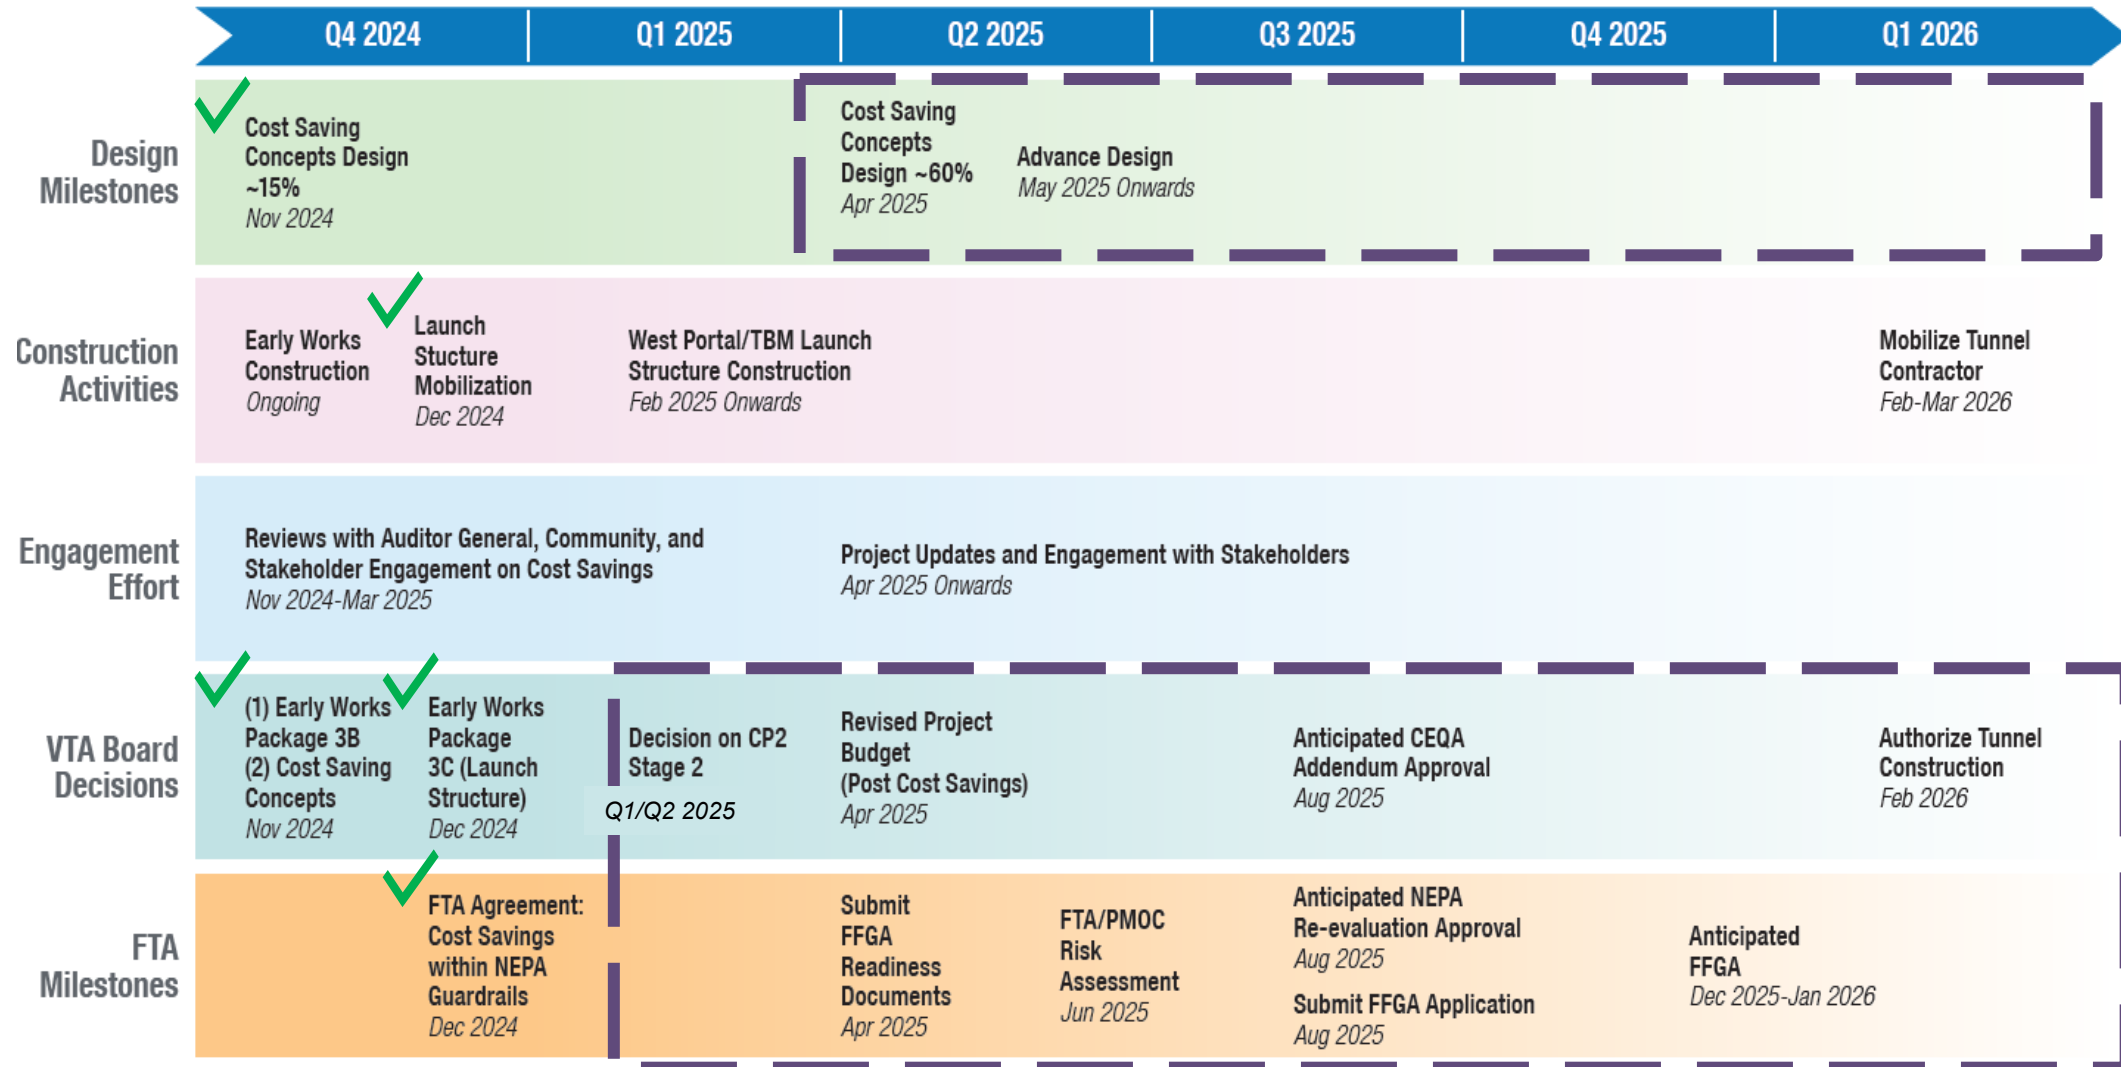 Q4 2024
Q1 2025
Q2 2025
Q3 2025
Q4 2025
Q1 2026
Design
Milestones
Cost Saving
Concepts Design
~15%
Nov 2024
Cost Saving
Concepts
Design ~60%
Apr 2025
Advance Design
May 2025 Onwards
Construction
Activities
Early Works
Construction
Ongoing
Launch
Stucture
Mobilization
Dec 2024
West Portal/TBM Launch
Structure Construction
Feb 2025 Onwards
Mobilize Tunnel
Contractor
Feb-Mar 2026
Engagement
Effort
Reviews with Auditor General, Community, and
Stakeholder Engagement on Cost Savings
Nov 2024-Mar 2025
Project Updates and Engagement with Stakeholders
Apr 2025 Onwards
VTA Board
Decisions
(1) Early Works
Package 3B
(2) Cost Saving
Concepts
Nov 2024
Early Works
Package
3C (Launch
Structure)
Dec 2024
Decision on CP2
Stage 2
Q1/Q2 2025
Revised Project
Budget
(Post Cost Savings)
Apr 2025
Anticipated CEQA
Addendum Approval
Aug 2025
Authorize Tunnel
Construction
Feb 2026
FTA
Milestones
FTA Agreement:
Cost Savings
within NEPA
Guardrails
Dec 2024
Submit
FFGA
Readiness
Documents
Apr 2025
FTA/PMOC
Risk
Assessment
Jun 2025
Anticipated NEPA
Re-evaluation Approval
Aug 2025
Submit FFGA Application
Aug 2025
Anticipated
FFGA
Dec 2025-Jan 2026